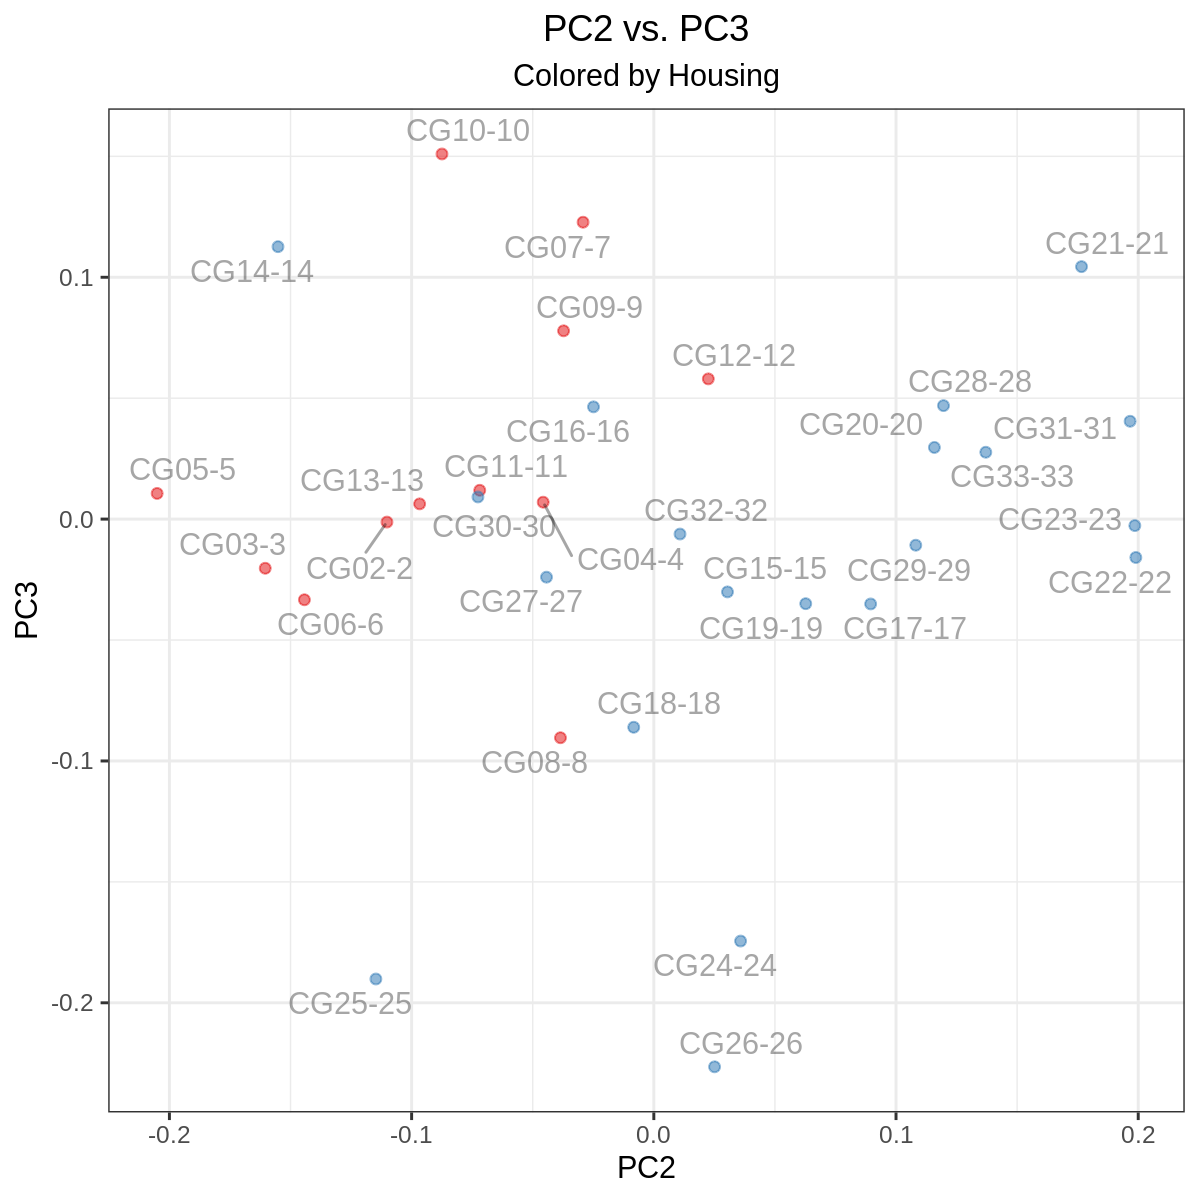 PC2 vs. PC3
Colored by Housing
CG10-10
CG07-7
CG21-21
CG14-14
0.1
CG09-9
CG12-12
CG28-28
CG20-20
CG31-31
CG16-16
CG05-5
CG13-13
CG11-11
CG33-33
CG32-32
0.0
CG30-30
CG23-23
CG03-3
CG02-2
CG04-4
CG15-15
CG29-29
CG22-22
CG27-27
PC3
CG06-6
CG19-19
CG17-17
CG18-18
-0.1
CG08-8
CG24-24
-0.2
CG25-25
CG26-26
-0.2
-0.1
0.0
0.1
0.2
PC2